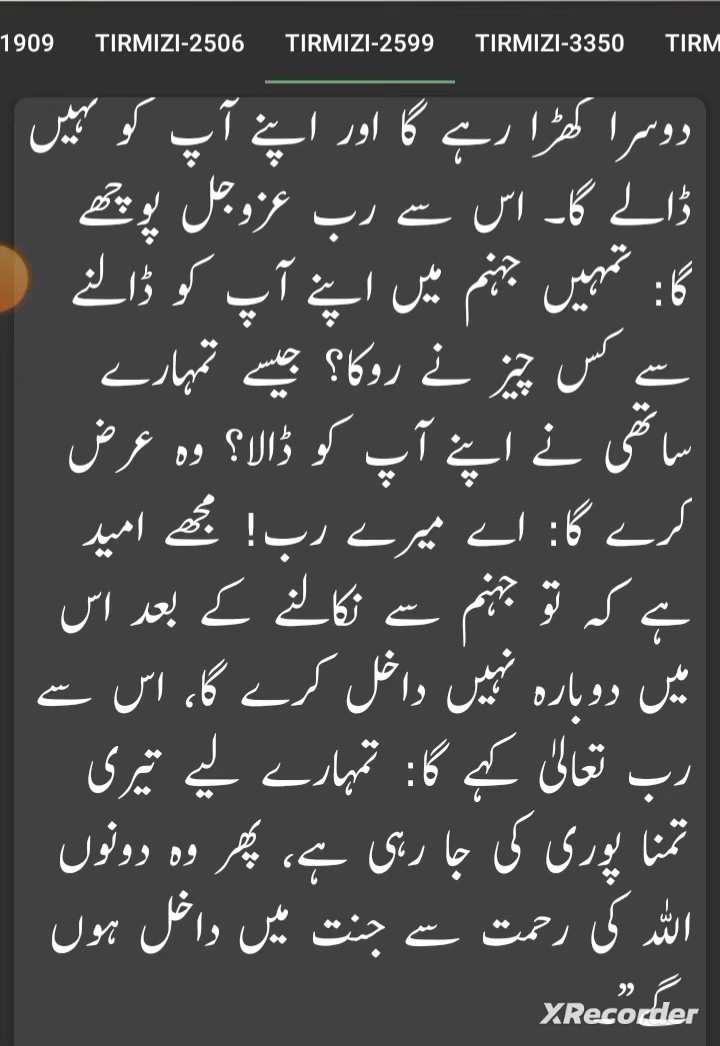 1909 TIRMIZI-2506 TIRMIZI-2599 TIRMIZI-3350 TIRM
دوسرا کھڑا رہے گا اور اپنے آپ کو نہیں
ڈالے گا۔ اس سے رب عزوجل پوچھے
گا: تمہیں جہنم میں اپنے آپ کو ڈالنے
سے کس چیز نے روکا؟ جیسے تمہارے
ساتھی نے اپنے آپ کو ڈالا؟ وہ عرض
کرے گا: اے میرے رب! مجھے امید
ہے کہ تو جہنم سے نکالنے کے بعد اس
میں دوبارہ نہیں داخل کرے گا، اس سے
رب تعالیٰ کہے گا: تمہارے لیے تیری
تمنا پوری کی جا رہی ہے، پھر وہ دونوں
اللہ کی رحمت سے جنت میں داخل ہوں
گے”۔
XRecorder